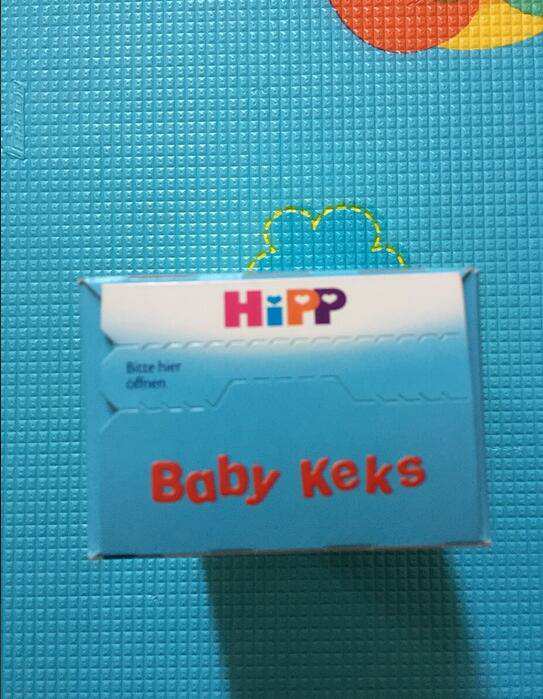 HiPP
Bitte hier
öffnen
Baby Keks